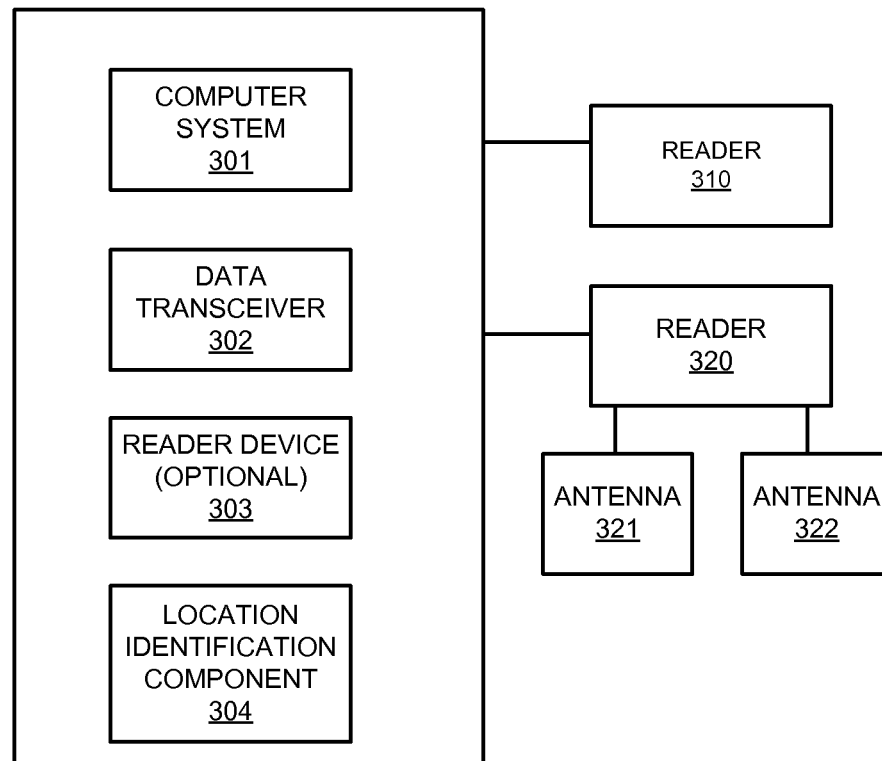 COMPUTER
SYSTEM
301
DATA
TRANSCEIVER
302
READER DEVICE
(OPTIONAL)
303
LOCATION
IDENTIFICATION
COMPONENT
304
READER
310
READER
320
ANTENNA
321
ANTENNA
322